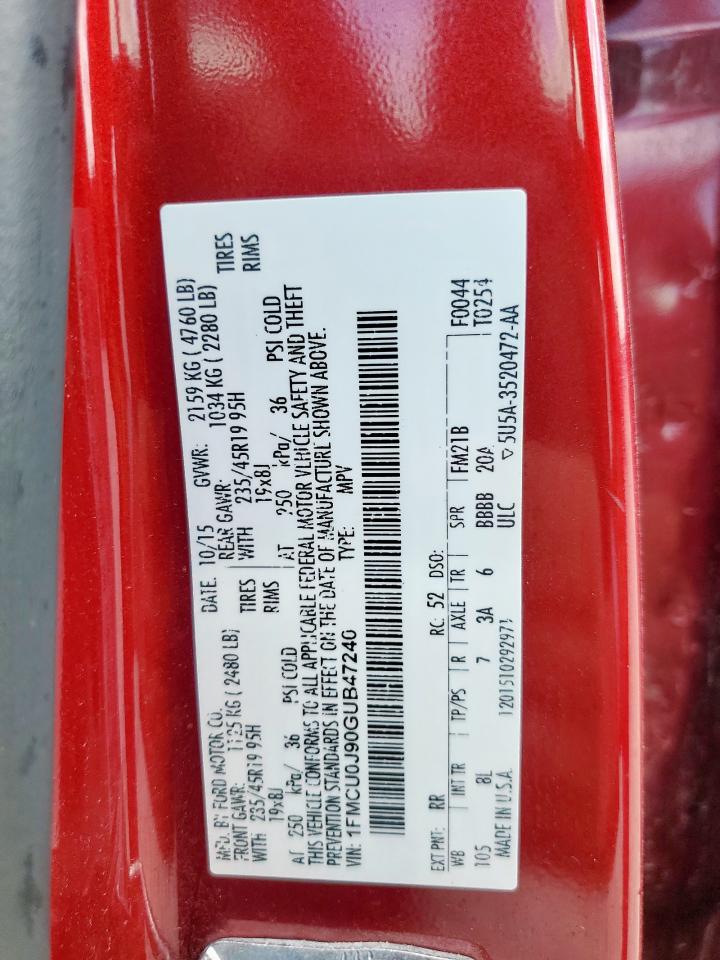 MFD. BY FORD MOTOR CO. DATE: 10/15 GVWR: 2159 KG ( 4760 LB)
FRONT GAWR: 1125 KG ( 2480 LB) REAR GAWR: 1034 KG ( 2280 LB)
WITH 235/45R19 95H TIRES WITH 235/45R19 95H TIRES
19x8J RIMS 19x8J RIMS
AT 250 kPa/ 36 PSI COLD AT 250 kPa/ 36 PSI COLD
THIS VEHICLE CONFORMS TO ALL APPLICABLE FEDERAL MOTOR VEHICLE SAFETY AND THEFT
PREVENTION STANDARDS IN EFFECT ON THE DATE OF MANUFACTURE SHOWN ABOVE.
VIN: 1FMCU0J90GUB47240 TYPE: MPV
EXT PNT: RR RC: 52 DSO: F0044
WB INT TR TP/PS R AXLE TR SPR FM21B T0254
105 8L 7 3A 6 BBBB 20A
MADE IN U.S.A. 1201510292971 ULC ▽5U5A-3520472-AA